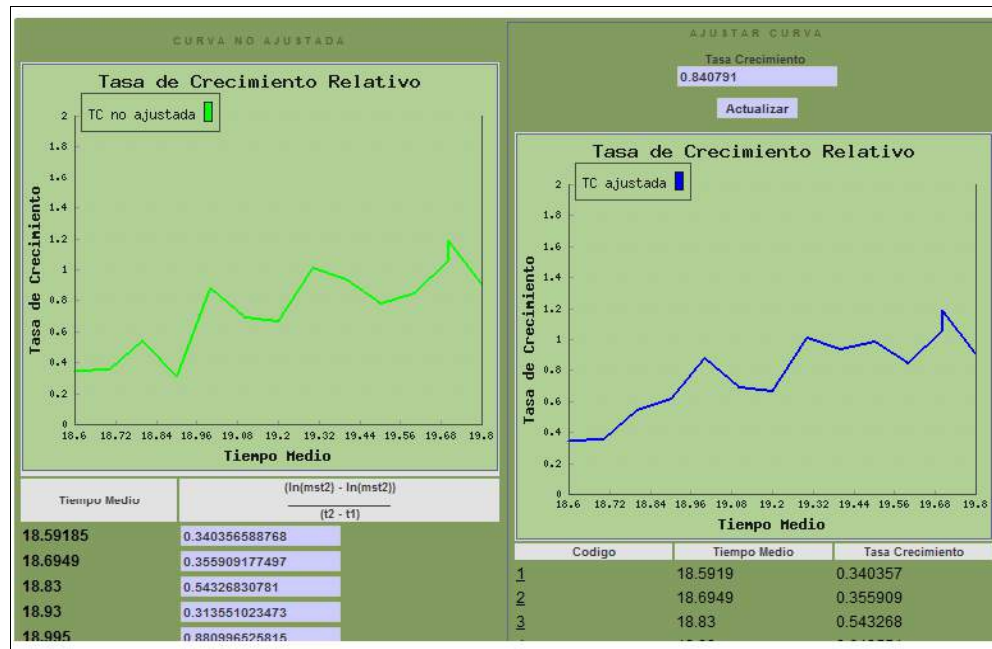 CURVA NO AJUSTADA
Tasa de Crecimiento Relativo
TC no ajustada
Tasa de Crecimiento
2
1.8
1.6
1.4
1.2
1
0.8
0.6
0.4
0.2
0
18.6 18.72 18.84 18.96 19.08 19.2 19.32 19.44 19.56 19.68 19.8
Tiempo Medio
Tiempo Medio
(ln(mst2) - ln(mst2))
(t2 - t1)
18.59185 0.340356588768
18.6949 0.355909177497
18.83 0.54326830781
18.93 0.313551023473
18.995 0.880996525815
AJUSTAR CURVA
Tasa Crecimiento
0.840791
Actualizar
Tasa de Crecimiento Relativo
TC ajustada
Tasa de Crecimiento
2
1.8
1.6
1.4
1.2
1
0.8
0.6
0.4
0.2
0
18.6 18.72 18.84 18.96 19.08 19.2 19.32 19.44 19.56 19.68 19.8
Tiempo Medio
Codigo Tiempo Medio Tasa Crecimiento
1 18.5919 0.340357
2 18.6949 0.355909
3 18.83 0.543268